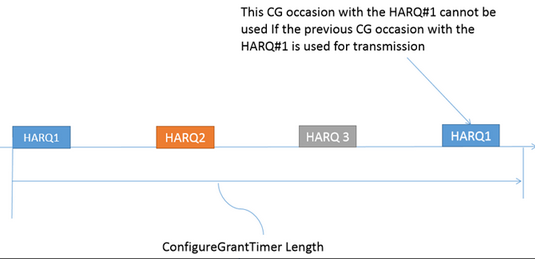 This CG occasion with the HARQ#1 cannot be
used If the previous CG occasion with the
HARQ#1 is used for transmission
HARQ1 HARQ2 HARQ 3 HARQ1
ConfigureGrantTimer Length